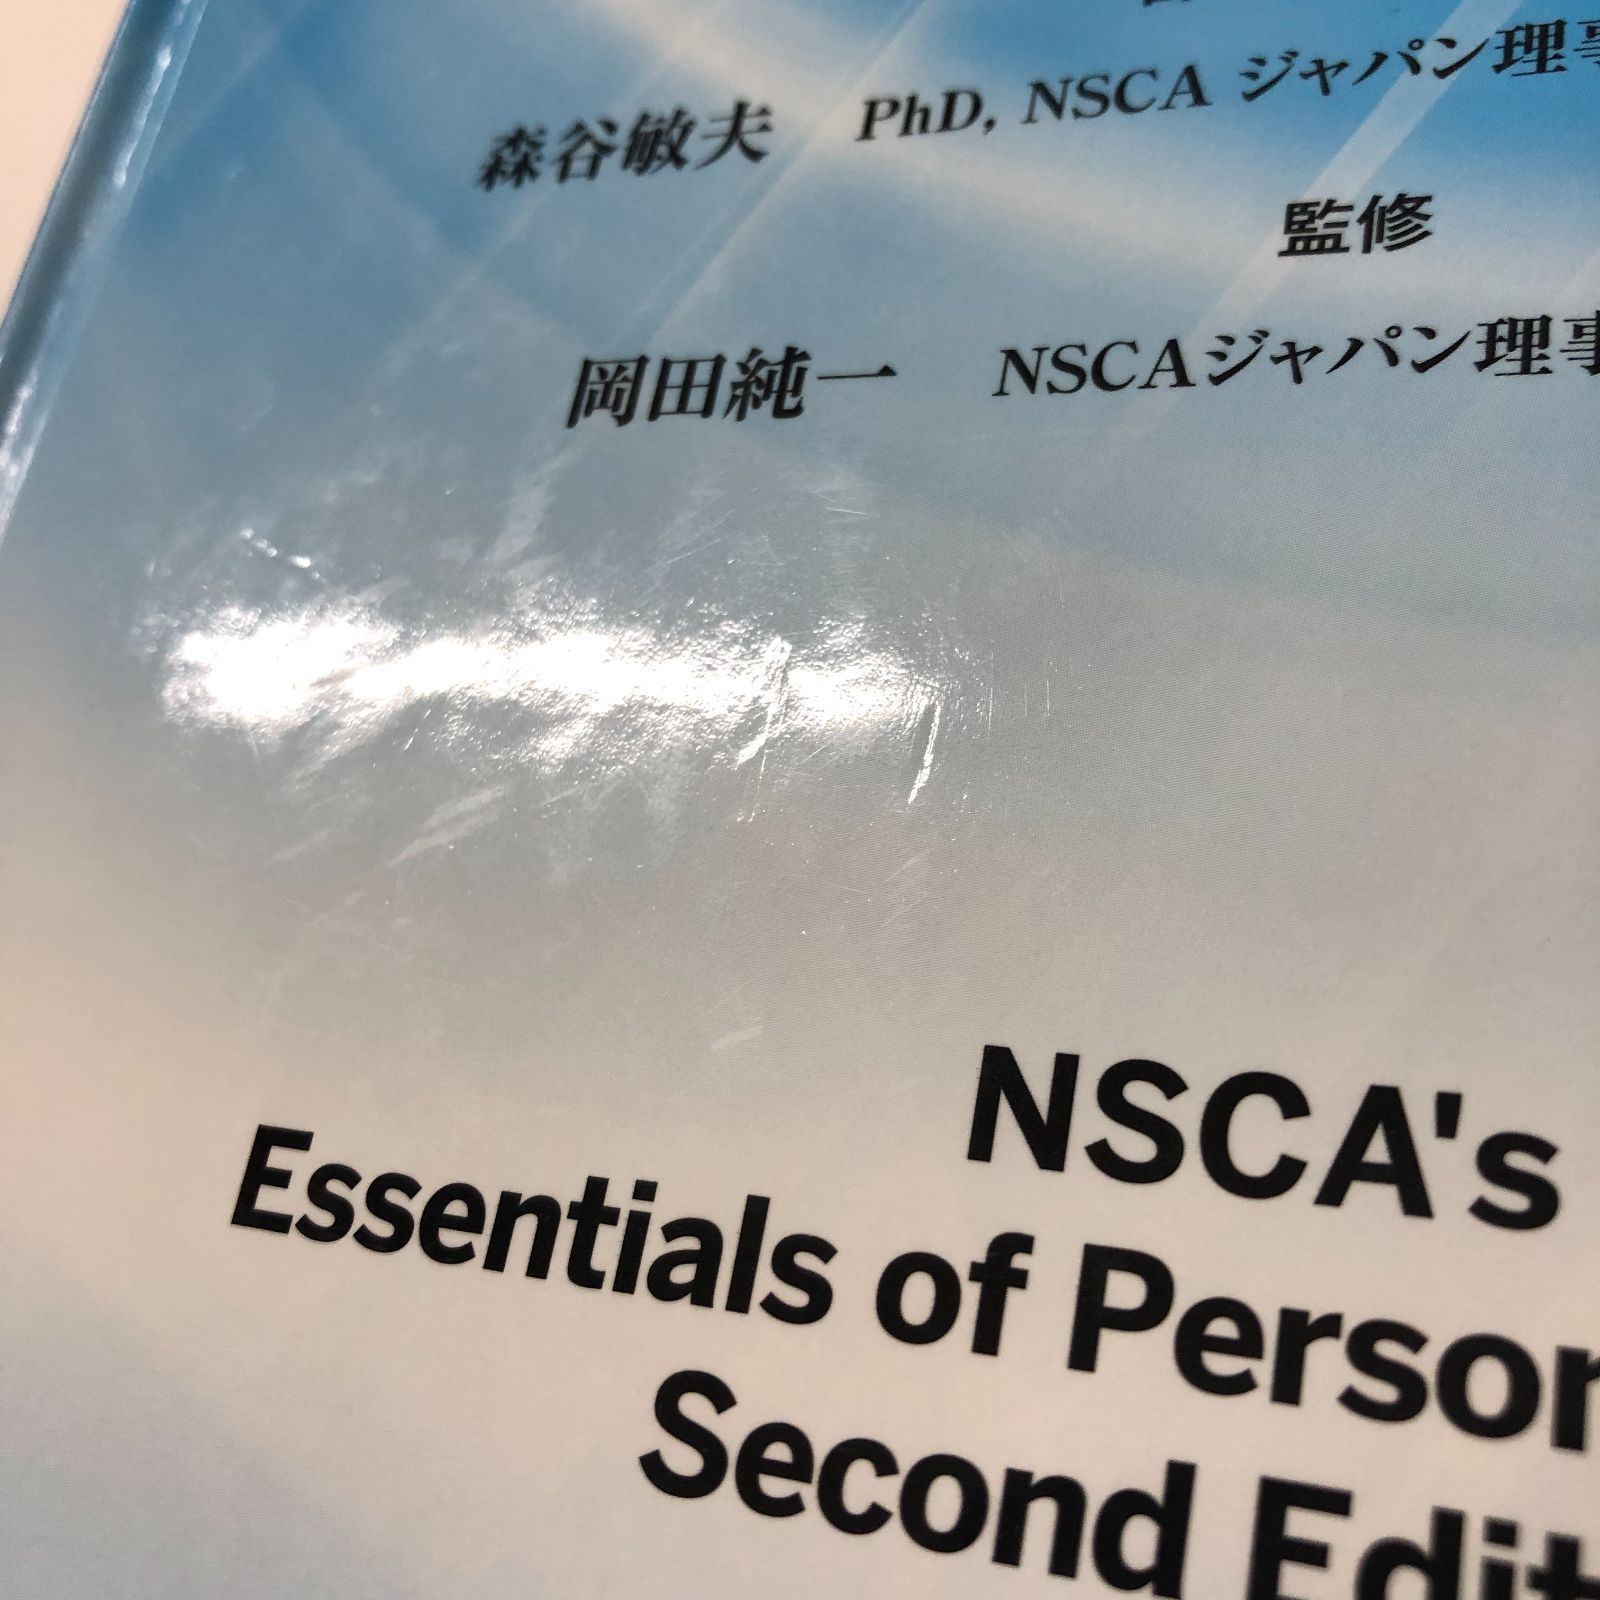 森谷敏夫 PhD, NSCA ジャパン理事
監修
岡田純一 NSCAジャパン理事
NSCA's
Essentials of Person
Second Edit